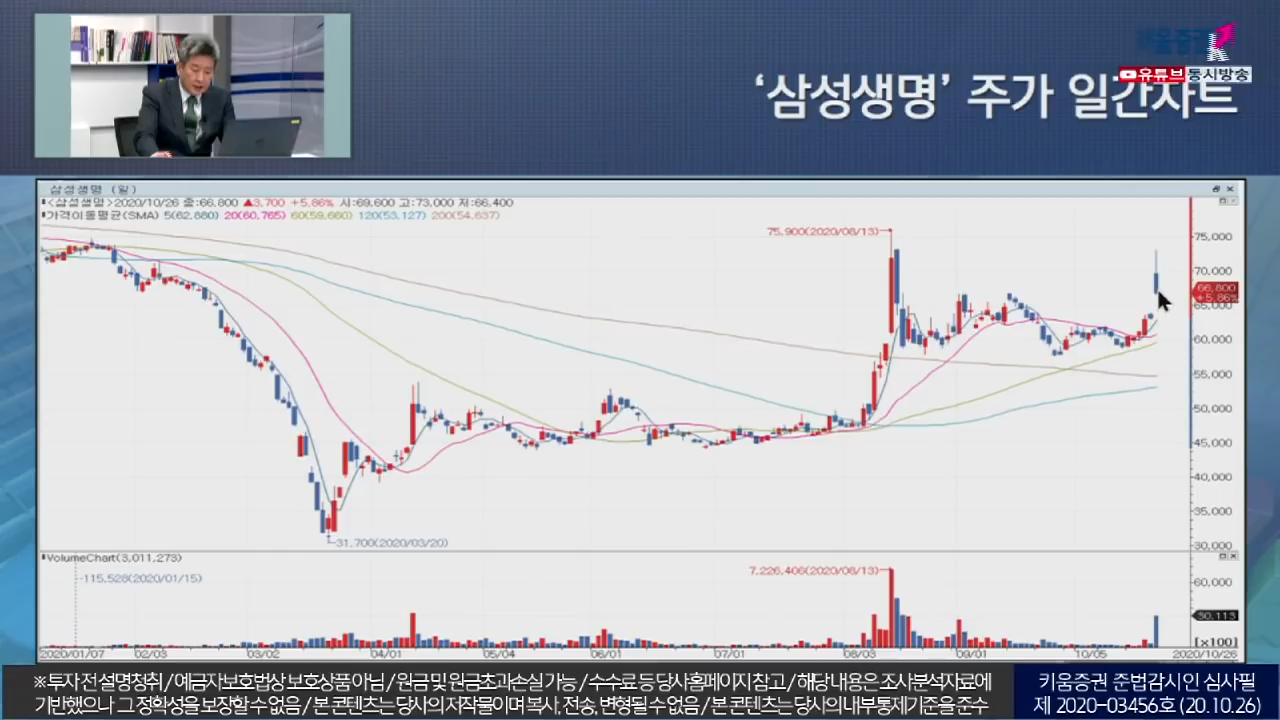 키움증권
유튜브 동시방송
‘삼성생명’ 주가 일간차트
삼성생명 (일)
<삼성생명>2020/10/26 종:66,800 ▲3,700 +5.86% 시:69,600 고:73,000 저:66,400
가격이동평균(SMA) 5(62,880) 20(60,765) 60(59,660) 120(53,127) 200(54,637)
75,900(2020/08/13)
75,000
70,000
66,800
+5.86%
65,000
60,000
55,000
50,000
45,000
40,000
35,000
31,700(2020/03/20)
30,000
VolumeChart(3,011,273)
115,528(2020/01/15)
7,226,406(2020/08/13)
60,000
30,113
[×100]
2020/01/07 02/03 03/02 04/01 05/04 06/01 07/01 08/03 09/01 10/05 2020/10/26
※ 투자 전 설명청취 / 예금자보호법상 보호상품 아님 / 원금 및 원금초과손실 가능 / 수수료 등 당사 홈페이지 참고 / 해당 내용은 조사분석자료에
기반했으나 그 정확성을 보장할 수 없음 / 본 콘텐츠는 당사의 저작물이며 복사, 전송, 변형될 수 없음 / 본 콘텐츠는 당사의 내부통제기준을 준수
키움증권 준법감시인 심사필
제 2020-03456호 (20.10.26)